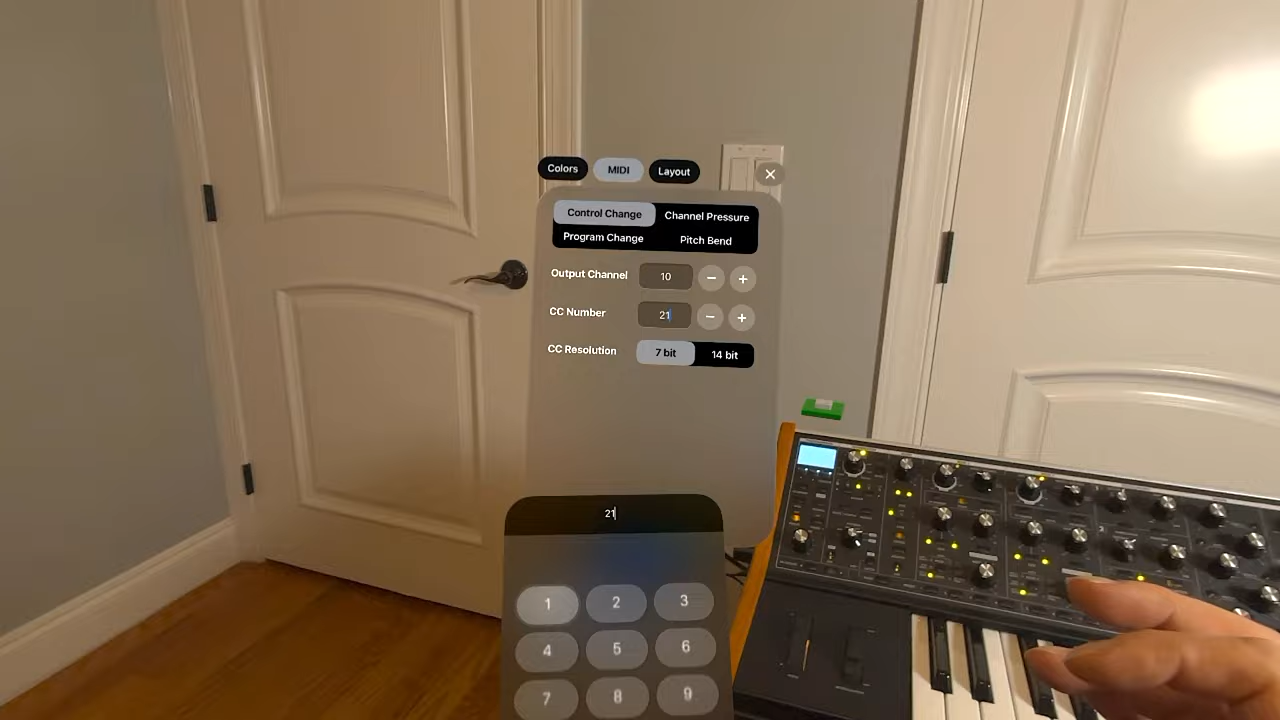 Colors MIDI Layout
Control Change Channel Pressure
Program Change Pitch Bend
Output Channel 10 − +
CC Number 21 − +
CC Resolution 7 bit 14 bit
21
1 2 3
4 5 6
7 8 9